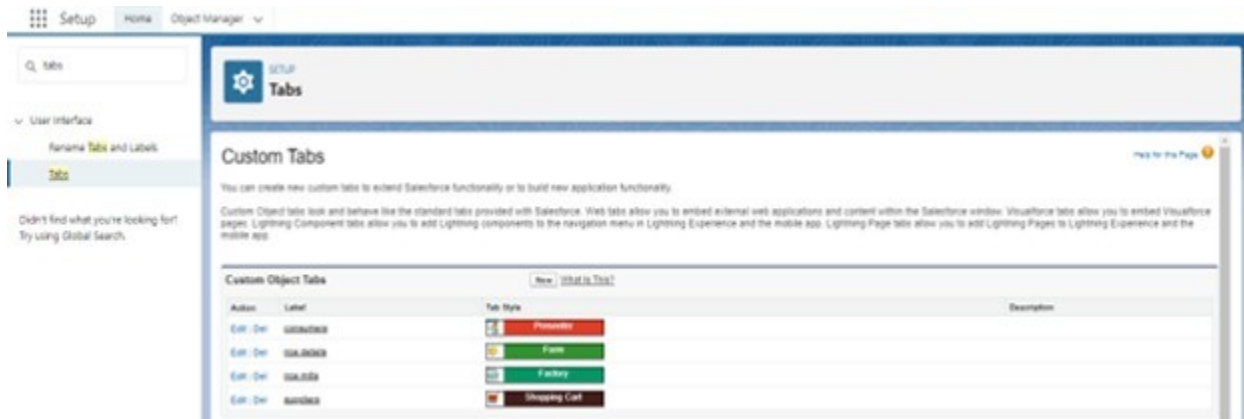 Setup Home Object Manager
tabs
SETUP
Tabs
User Interface
Rename Tabs and Labels
Tabs
Didn't find what you're looking for?
Try using Global Search.
Custom Tabs
Help for this Page
You can create new custom tabs to extend Salesforce functionality or to build new application functionality.
Custom Object tabs look and behave like the standard tabs provided with Salesforce. Web tabs allow you to embed external web applications and content within the Salesforce window. Visualforce tabs allow you to embed Visualforce
pages. Lightning Component tabs allow you to add Lightning components to the navigation menu in Lightning Experience and the mobile app. Lightning Page tabs allow you to add Lightning Pages to Lightning Experience and the
mobile app.
Custom Object Tabs New What Is This?
Action Label Tab Style Description
Edit | Del consumers Presenter
Edit | Del Form
Edit | Del Factory
Edit | Del suppliers Shopping Cart